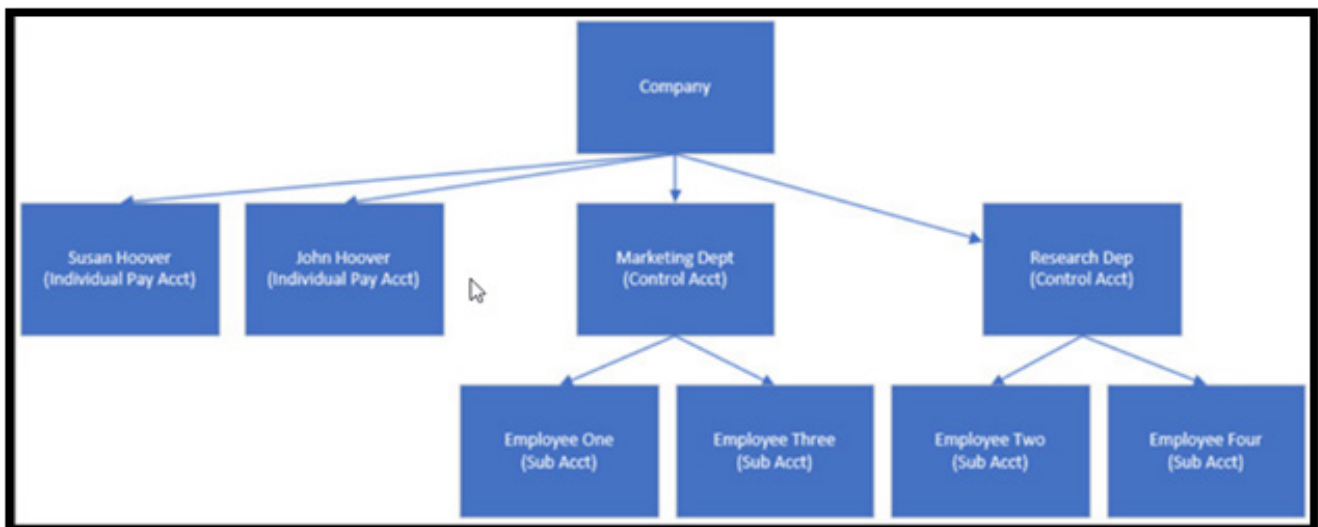 Company
Susan Hoover
(Individual Pay Acct)
John Hoover
(Individual Pay Acct)
Marketing Dept
(Control Acct)
Research Dep
(Control Acct)
Employee One
(Sub Acct)
Employee Three
(Sub Acct)
Employee Two
(Sub Acct)
Employee Four
(Sub Acct)